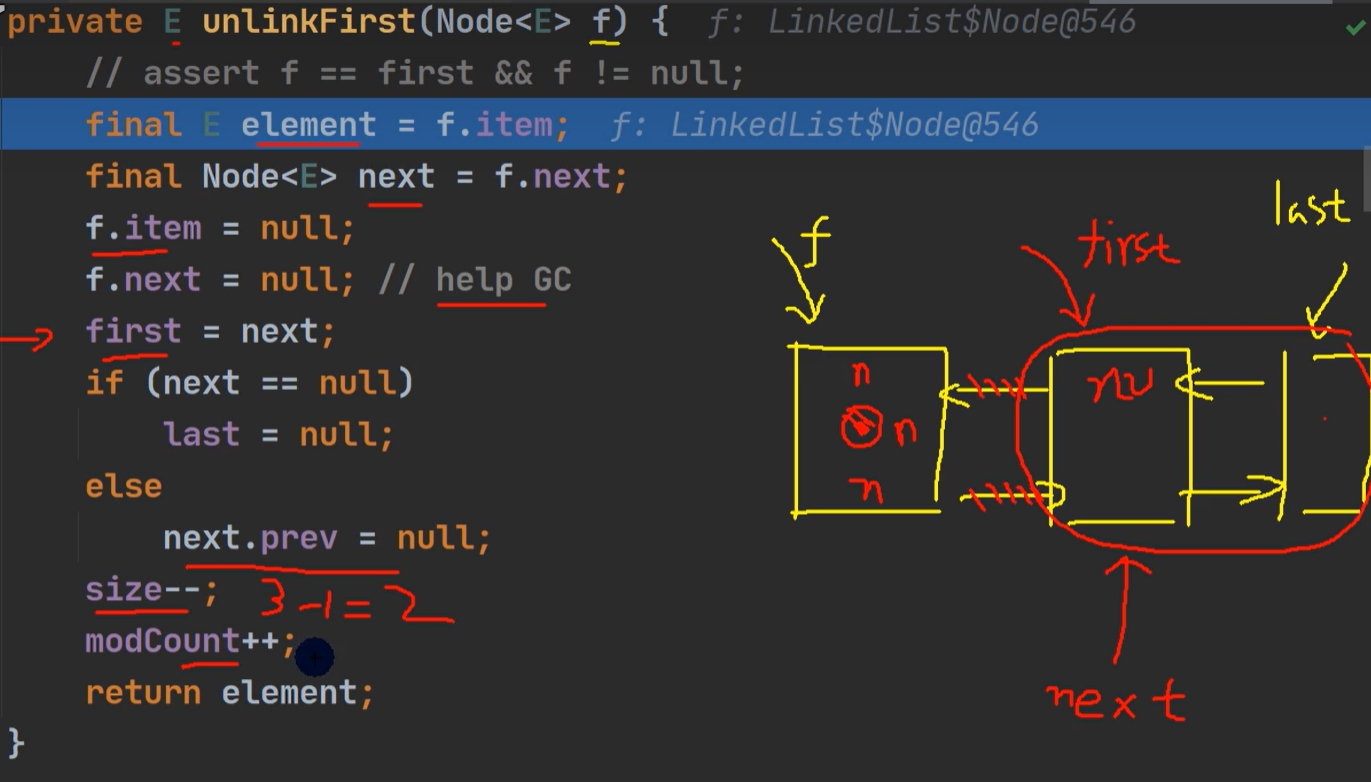 private E unlinkFirst(Node<E> f) {  f: LinkedList$Node@546
// assert f == first && f != null;
final E element = f.item;  f: LinkedList$Node@546
final Node<E> next = f.next;
f.item = null;
f.next = null; // help GC
first = next;
if (next == null)
last = null;
else
next.prev = null;
size--; 3-1=2
modCount++;
return element;
}
f
first
last
n
n
n
nu
next